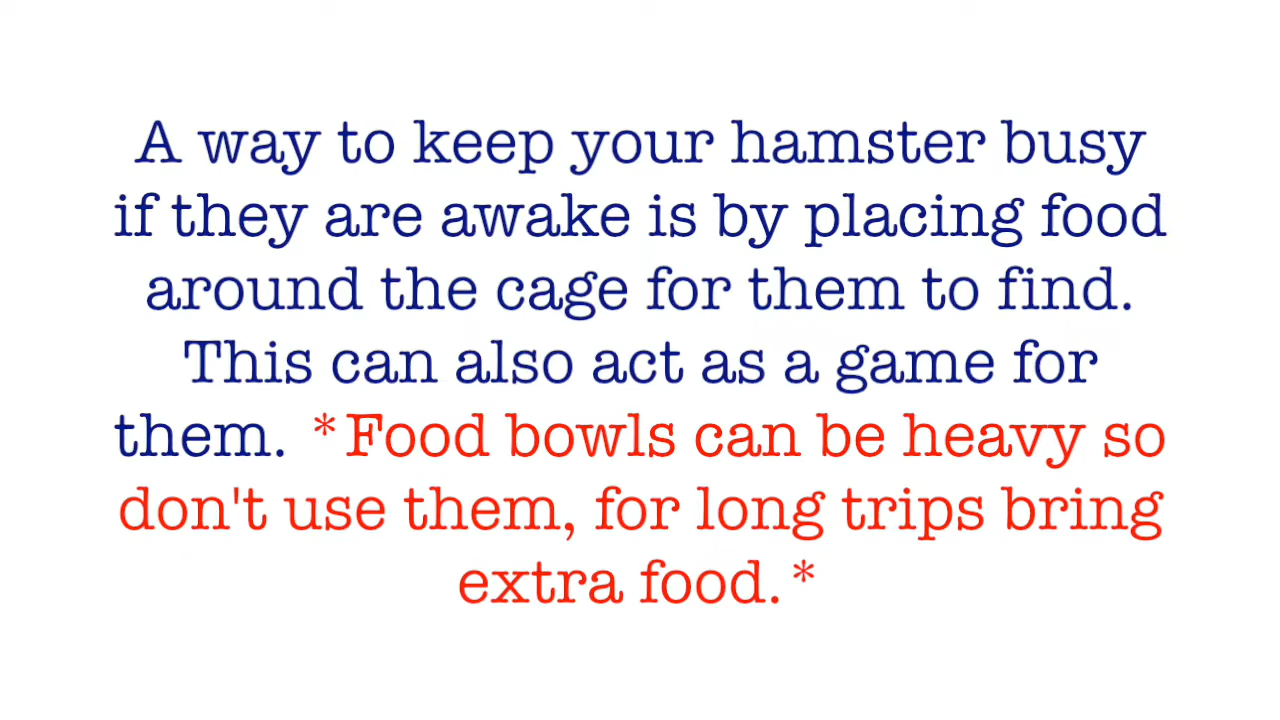 A way to keep your hamster busy
if they are awake is by placing food
around the cage for them to find.
This can also act as a game for
them. *Food bowls can be heavy so
don't use them, for long trips bring
extra food.*